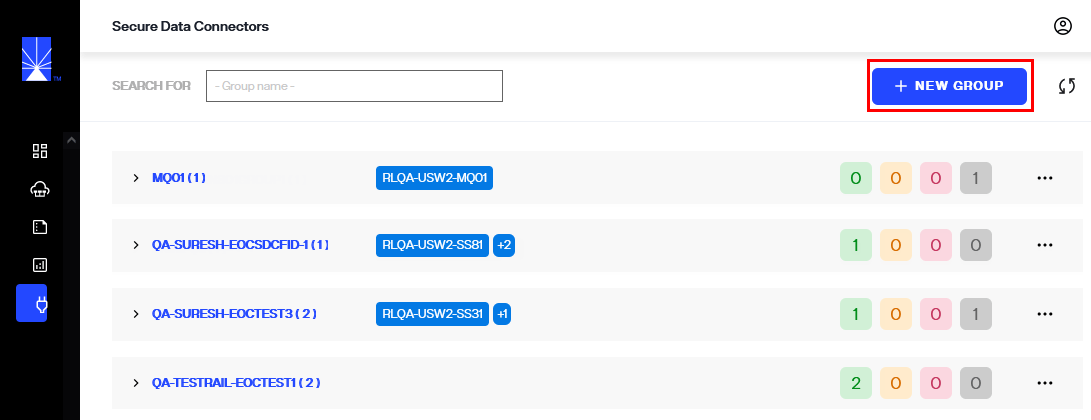 Secure Data Connectors
™
SEARCH FOR - Group name - + NEW GROUP
MQ01 ( 1 ) RLQA-USW2-MQ01 0 0 0 1 ...
QA-SURESH-EOCSDCFID-1 ( 1 ) RLQA-USW2-SS81 +2 1 0 0 0 ...
QA-SURESH-EOCTEST3 ( 2 ) RLQA-USW2-SS31 +1 1 0 0 1 ...
QA-TESTRAIL-EOCTEST1 ( 2 ) 2 0 0 0 ...